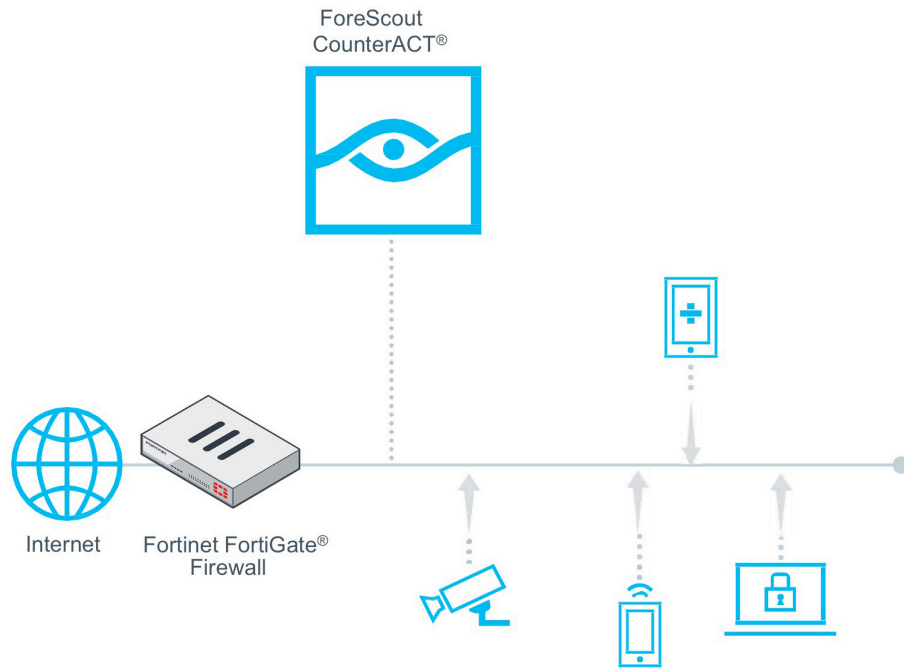 ForeScout
CounterACT®
Internet
Fortinet FortiGate®
Firewall